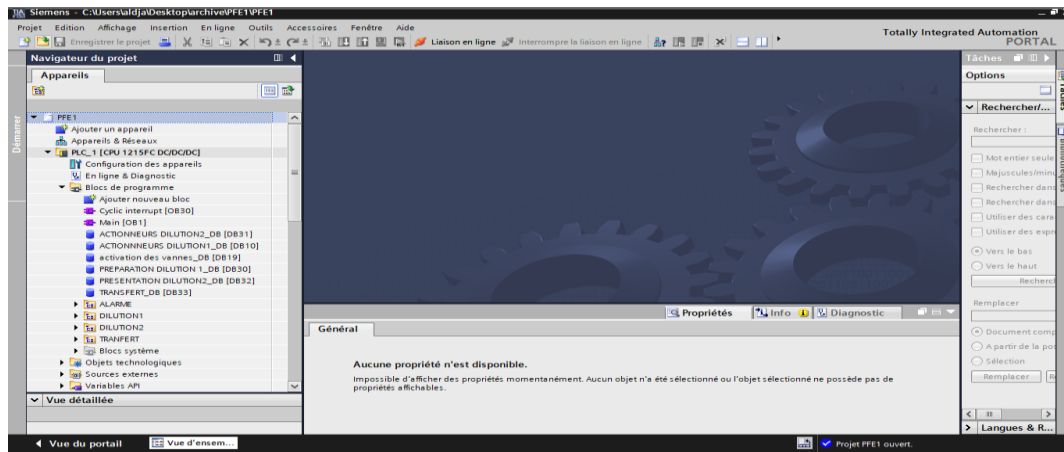 Siemens - C:\Users\aldja\Desktop\archive\PFE1\PFE1
Projet Edition Affichage Insertion En ligne Outils Accessoires Fenêtre Aide
Totally Integrated Automation
PORTAL
Enregistrer le projet
Liaison en ligne
Interrompre la liaison en ligne
Démarrer
Navigateur du projet
Appareils
PFE1
Ajouter un appareil
Appareils & Réseaux
PLC_1 [CPU 1215FC DC/DC/DC]
Configuration des appareils
En ligne & Diagnostic
Blocs de programme
Ajouter nouveau bloc
Cyclic interrupt [OB30]
Main [OB1]
ACTIONNEURS DILUTION2_DB [DB31]
ACTIONNNEURS DILUTION1_DB [DB10]
activation des vannes_DB [DB19]
PREPARATION DILUTION 1_DB [DB30]
PRESENTATION DILUTION2_DB [DB32]
TRANSFERT_DB [DB33]
ALARME
DILUTION1
DILUTION2
TRANFERT
Blocs système
Objets technologiques
Sources externes
Variables API
Vue détaillée
Propriétés
Info
Diagnostic
Général
Aucune propriété n'est disponible.
Impossible d'afficher des propriétés momentanément. Aucun objet n'a été sélectionné ou l'objet sélectionné ne possède pas de
propriétés affichables.
Tâches
Options
Rechercher/...
Rechercher :
Mot entier seule
Majuscules/minu
Rechercher dans
Rechercher dans
Utiliser des cara
Utiliser des expr
Vers le bas
Vers le haut
Recherch
Remplacer
Document comp
A partir de la pos
Sélection
Remplacer
Langues & R...
Vue du portail
Vue d'ensem...
Projet PFE1 ouvert.